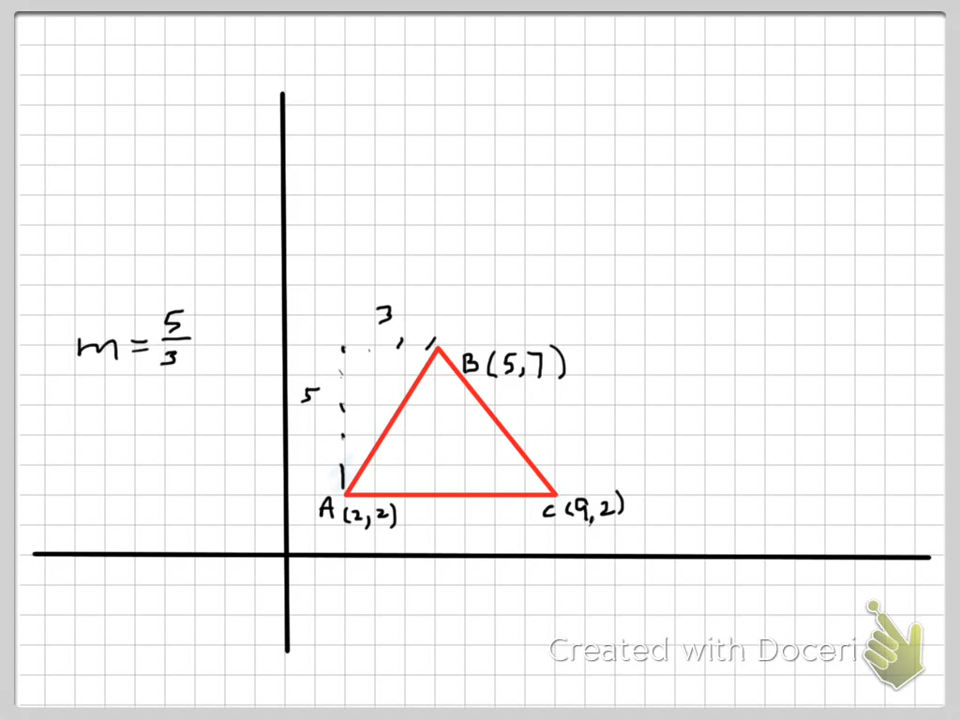 3
m = 5/3
B (5,7)
5
A (2,2)
C (9,2)
Created with Doceri